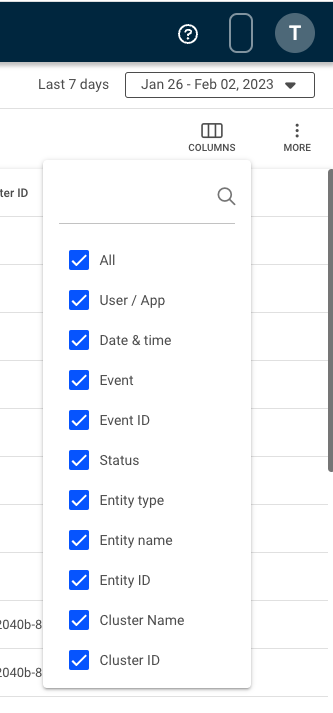 T
Last 7 days Jan 26 - Feb 02, 2023
COLUMNS MORE
ter ID
All
User / App
Date & time
Event
Event ID
Status
Entity type
Entity name
Entity ID
Cluster Name
2040b-8
Cluster ID
2040b-8